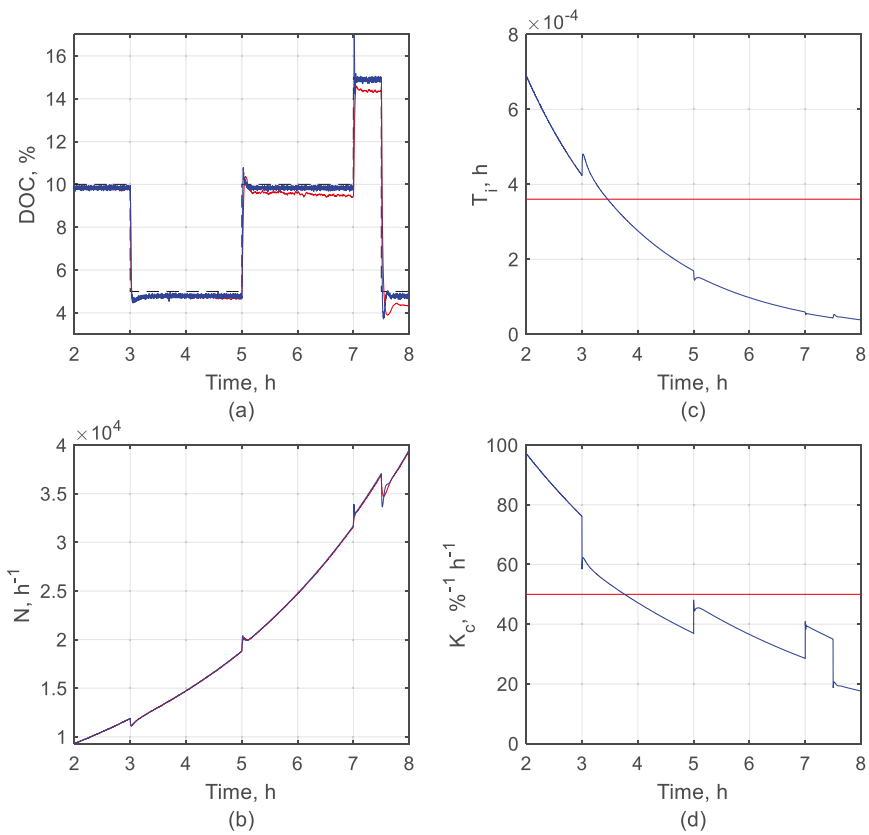 16
14
12
10
8
6
4
DOC, %
2 3 4 5 6 7 8
Time, h
(a)
×10-4
8
6
4
2
0
Ti, h
2 3 4 5 6 7 8
Time, h
(c)
×104
4
3.5
3
2.5
2
1.5
1
N, h-1
2 3 4 5 6 7 8
Time, h
(b)
100
80
60
40
20
0
Kc, %-1 h-1
2 3 4 5 6 7 8
Time, h
(d)